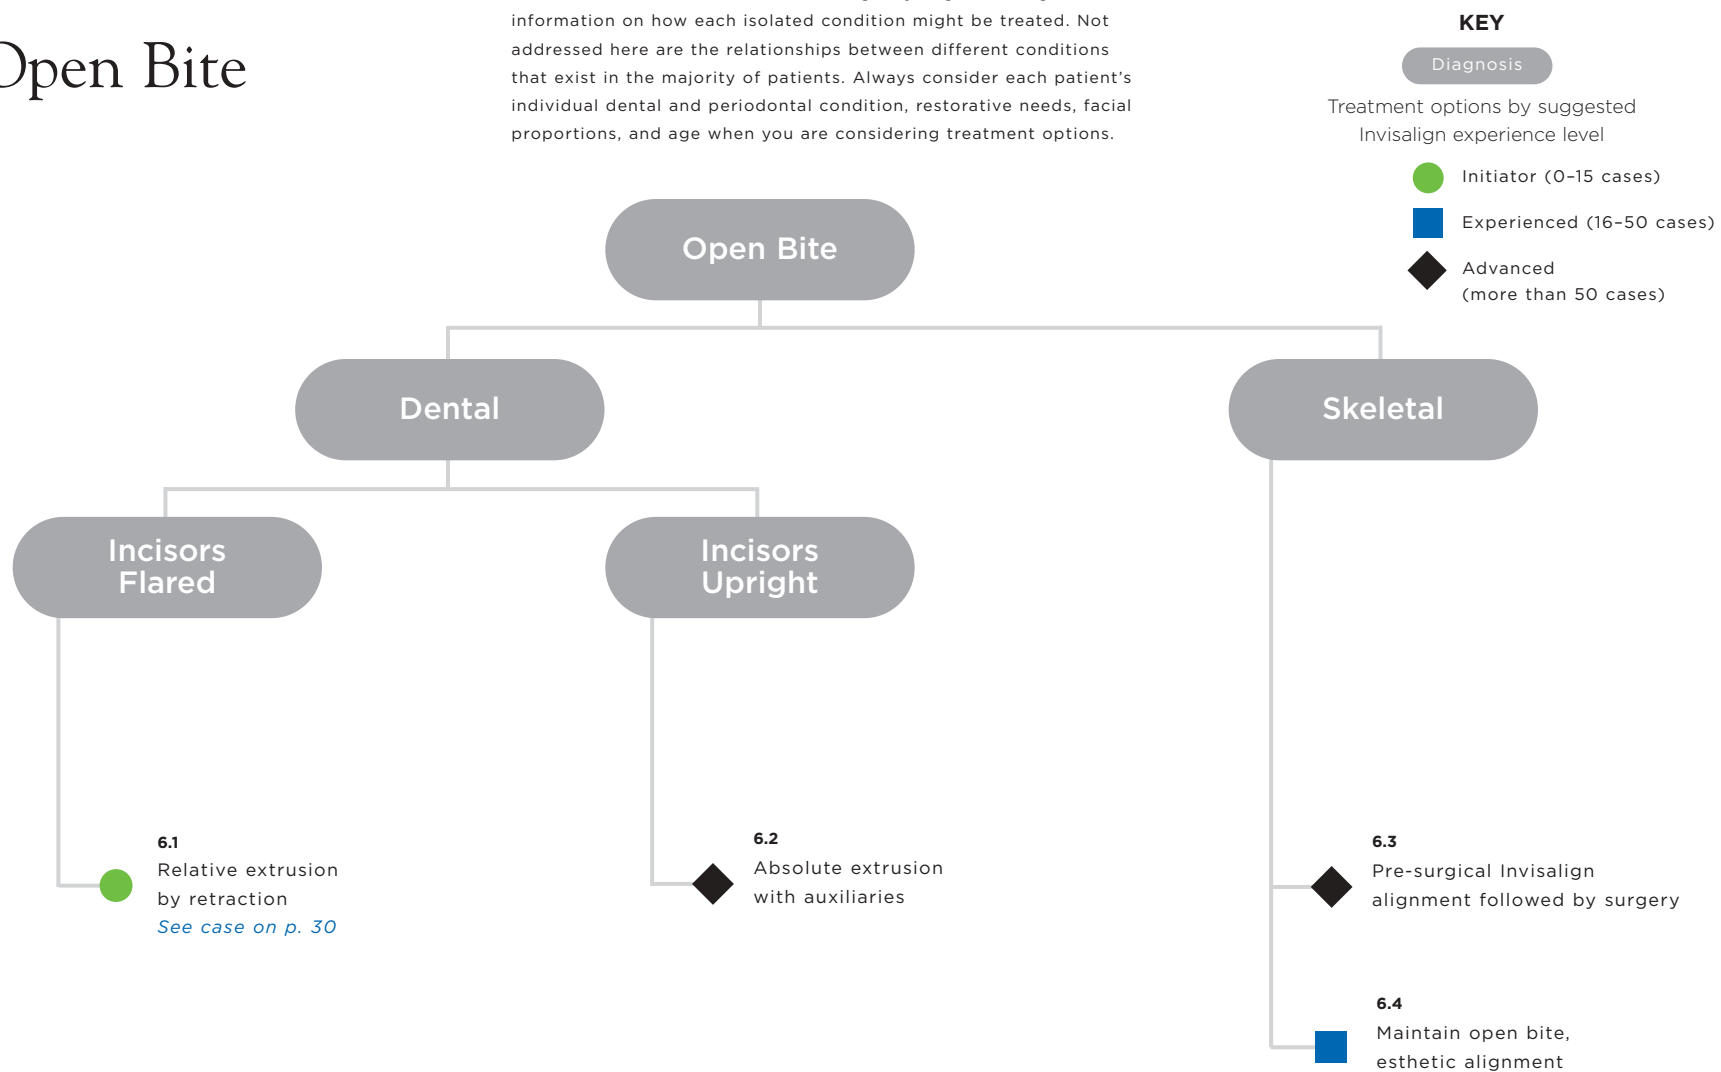 Open Bite
information on how each isolated condition might be treated. Not
addressed here are the relationships between different conditions
that exist in the majority of patients. Always consider each patient's
individual dental and periodontal condition, restorative needs, facial
proportions, and age when you are considering treatment options.
KEY
Diagnosis
Treatment options by suggested
Invisalign experience level
Initiator (0–15 cases)
Experienced (16–50 cases)
Advanced
(more than 50 cases)
Open Bite
Dental
Skeletal
Incisors
Flared
Incisors
Upright
6.1
Relative extrusion
by retraction
See case on p. 30
6.2
Absolute extrusion
with auxiliaries
6.3
Pre-surgical Invisalign
alignment followed by surgery
6.4
Maintain open bite,
esthetic alignment